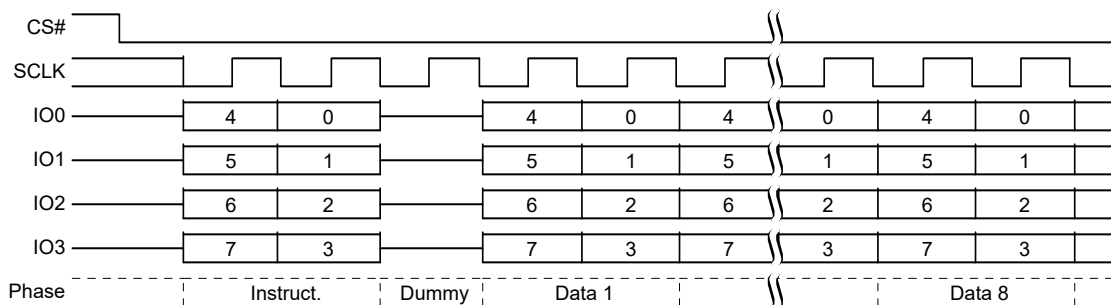 CS#
SCLK
IO0 4 0 4 0 4 0 4 0
IO1 5 1 5 1 5 1 5 1
IO2 6 2 6 2 6 2 6 2
IO3 7 3 7 3 7 3 7 3
Phase Instruct. Dummy Data 1 Data 8